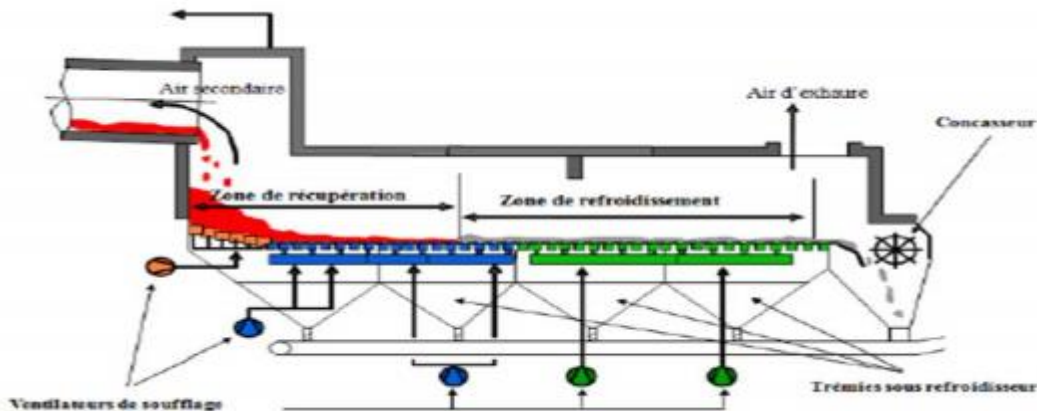 Air secondaire
Air d'exhaure
Concasseur
Zone de récupération
Zone de refroidissement
Ventilateurs de soufflage
Trémies sous refroidisseur